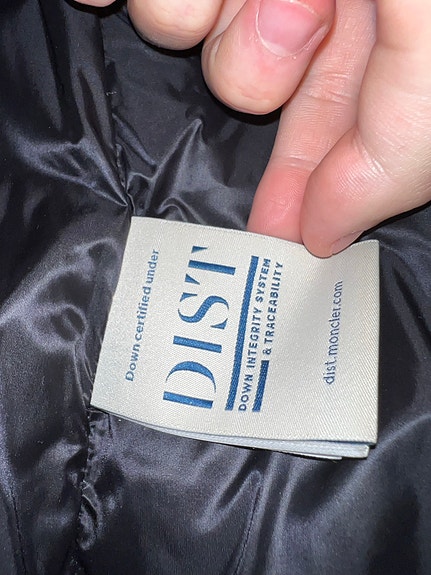 Down certified under
DIST
DOWN INTEGRITY SYSTEM
& TRACEABILITY
dist.moncler.com